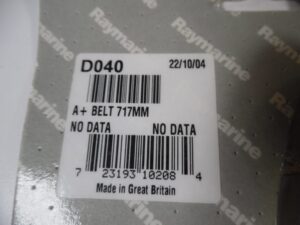 Raymarine
D040 22/10/04
A+ BELT 717MM
NO DATA NO DATA
7 23193 10208 4
Made in Great Britain